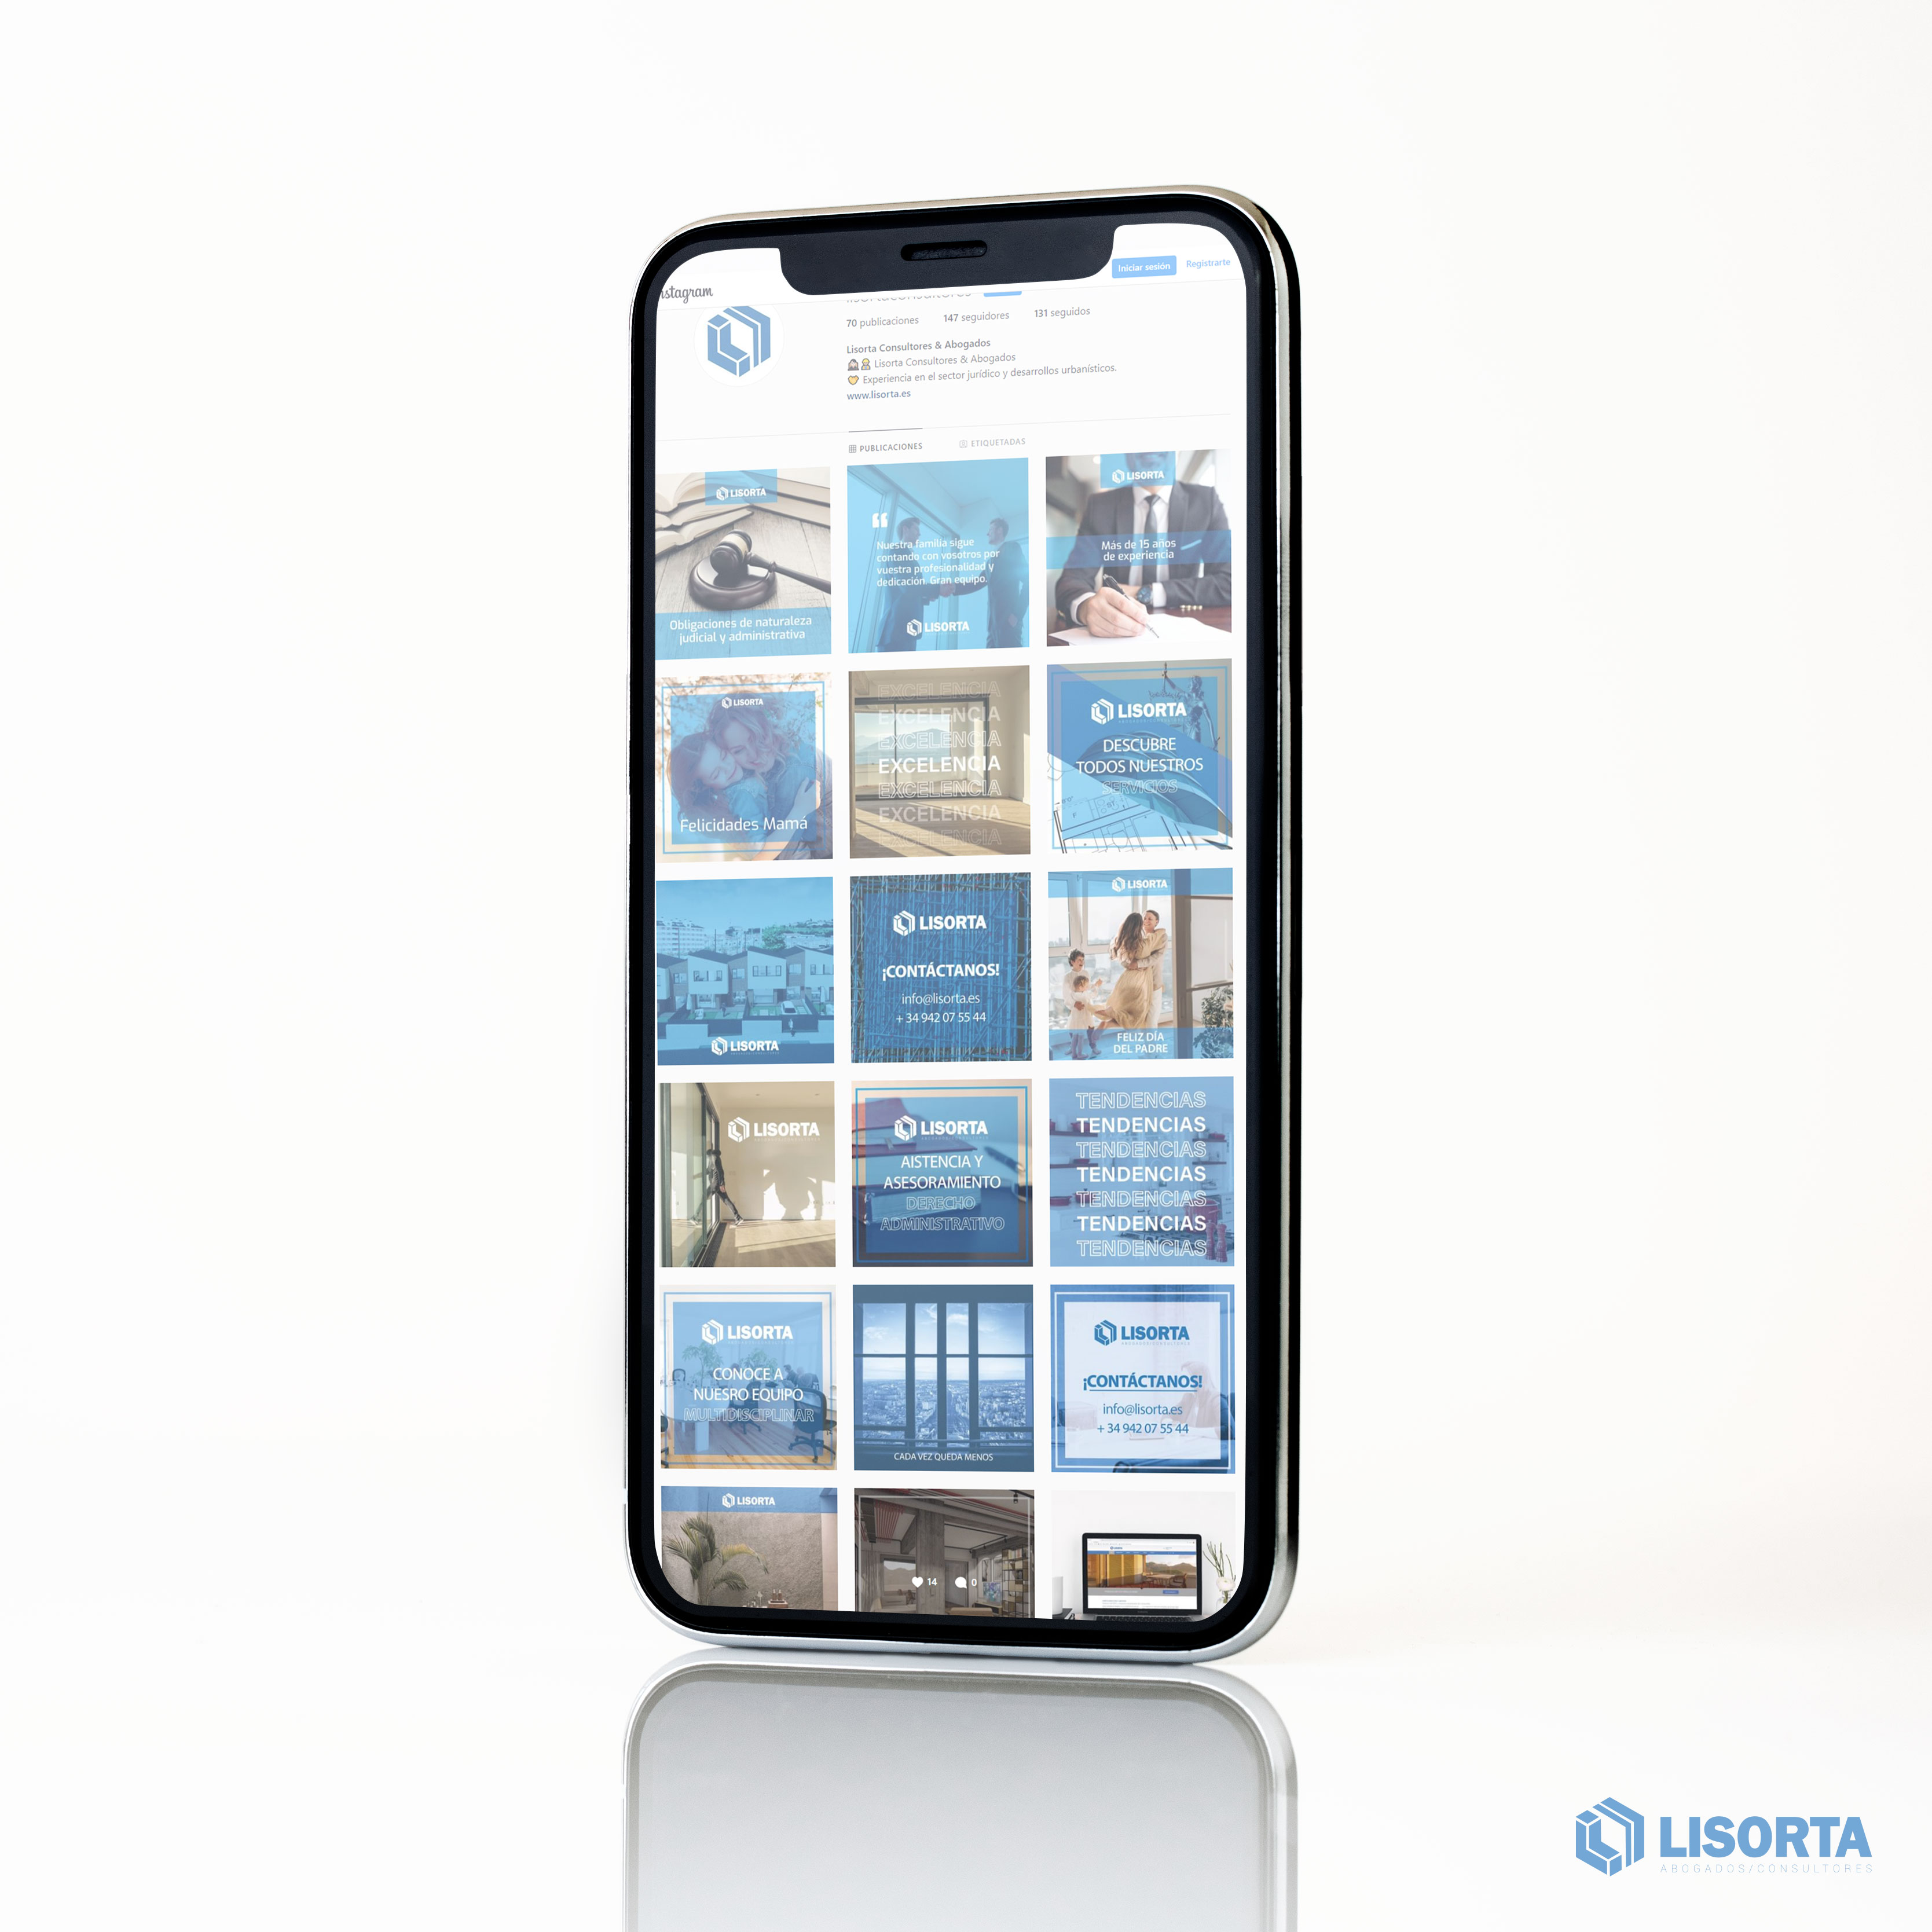 Iniciar sesión Registrarte
stagram
lisortaconsultores
70 publicaciones 147 seguidores 131 seguidos
Lisorta Consultores & Abogados
Lisorta Consultores & Abogados
Experiencia en el sector jurídico y desarrollos urbanísticos.
www.lisorta.es
PUBLICACIONES ETIQUETADAS
LISORTA
Obligaciones de naturaleza
judicial y administrativa
“
Nuestra familia sigue
contando con vosotros por
vuestra profesionalidad y
dedicación. Gran equipo.
LISORTA
LISORTA
Más de 15 años
de experiencia
LISORTA
Felicidades Mamá
EXCELENCIA
EXCELENCIA
EXCELENCIA
EXCELENCIA
EXCELENCIA
EXCELENCIA
EXCELENCIA
LISORTA
DESCUBRE
TODOS NUESTROS
SERVICIOS
LISORTA
LISORTA
¡CONTÁCTANOS!
info@lisorta.es
+ 34 942 07 55 44
LISORTA
FELIZ DÍA
DEL PADRE
LISORTA
LISORTA
AISTENCIA Y
ASESORAMIENTO
DERECHO
ADMINISTRATIVO
TENDENCIAS
TENDENCIAS
TENDENCIAS
TENDENCIAS
TENDENCIAS
TENDENCIAS
TENDENCIAS
LISORTA
CONOCE A
NUESRO EQUIPO
MULTIDISCIPLINAR
CADA VEZ QUEDA MENOS
LISORTA
¡CONTÁCTANOS!
info@lisorta.es
+ 34 942 07 55 44
LISORTA
14 0
LISORTA
ABOGADOS/CONSULTORES